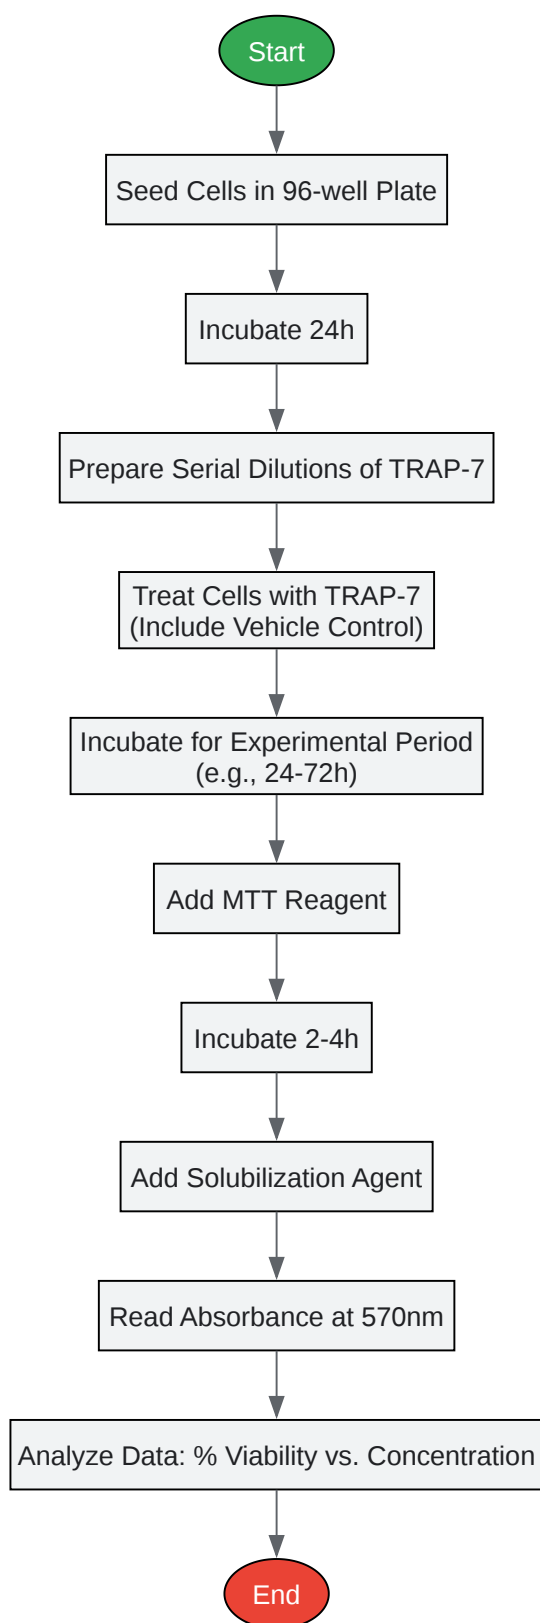 Start
Seed Cells in 96-well Plate
Incubate 24h
Prepare Serial Dilutions of TRAP-7
Treat Cells with TRAP-7
(Include Vehicle Control)
Incubate for Experimental Period
(e.g., 24-72h)
Add MTT Reagent
Incubate 2-4h
Add Solubilization Agent
Read Absorbance at 570nm
Analyze Data: % Viability vs. Concentration
End